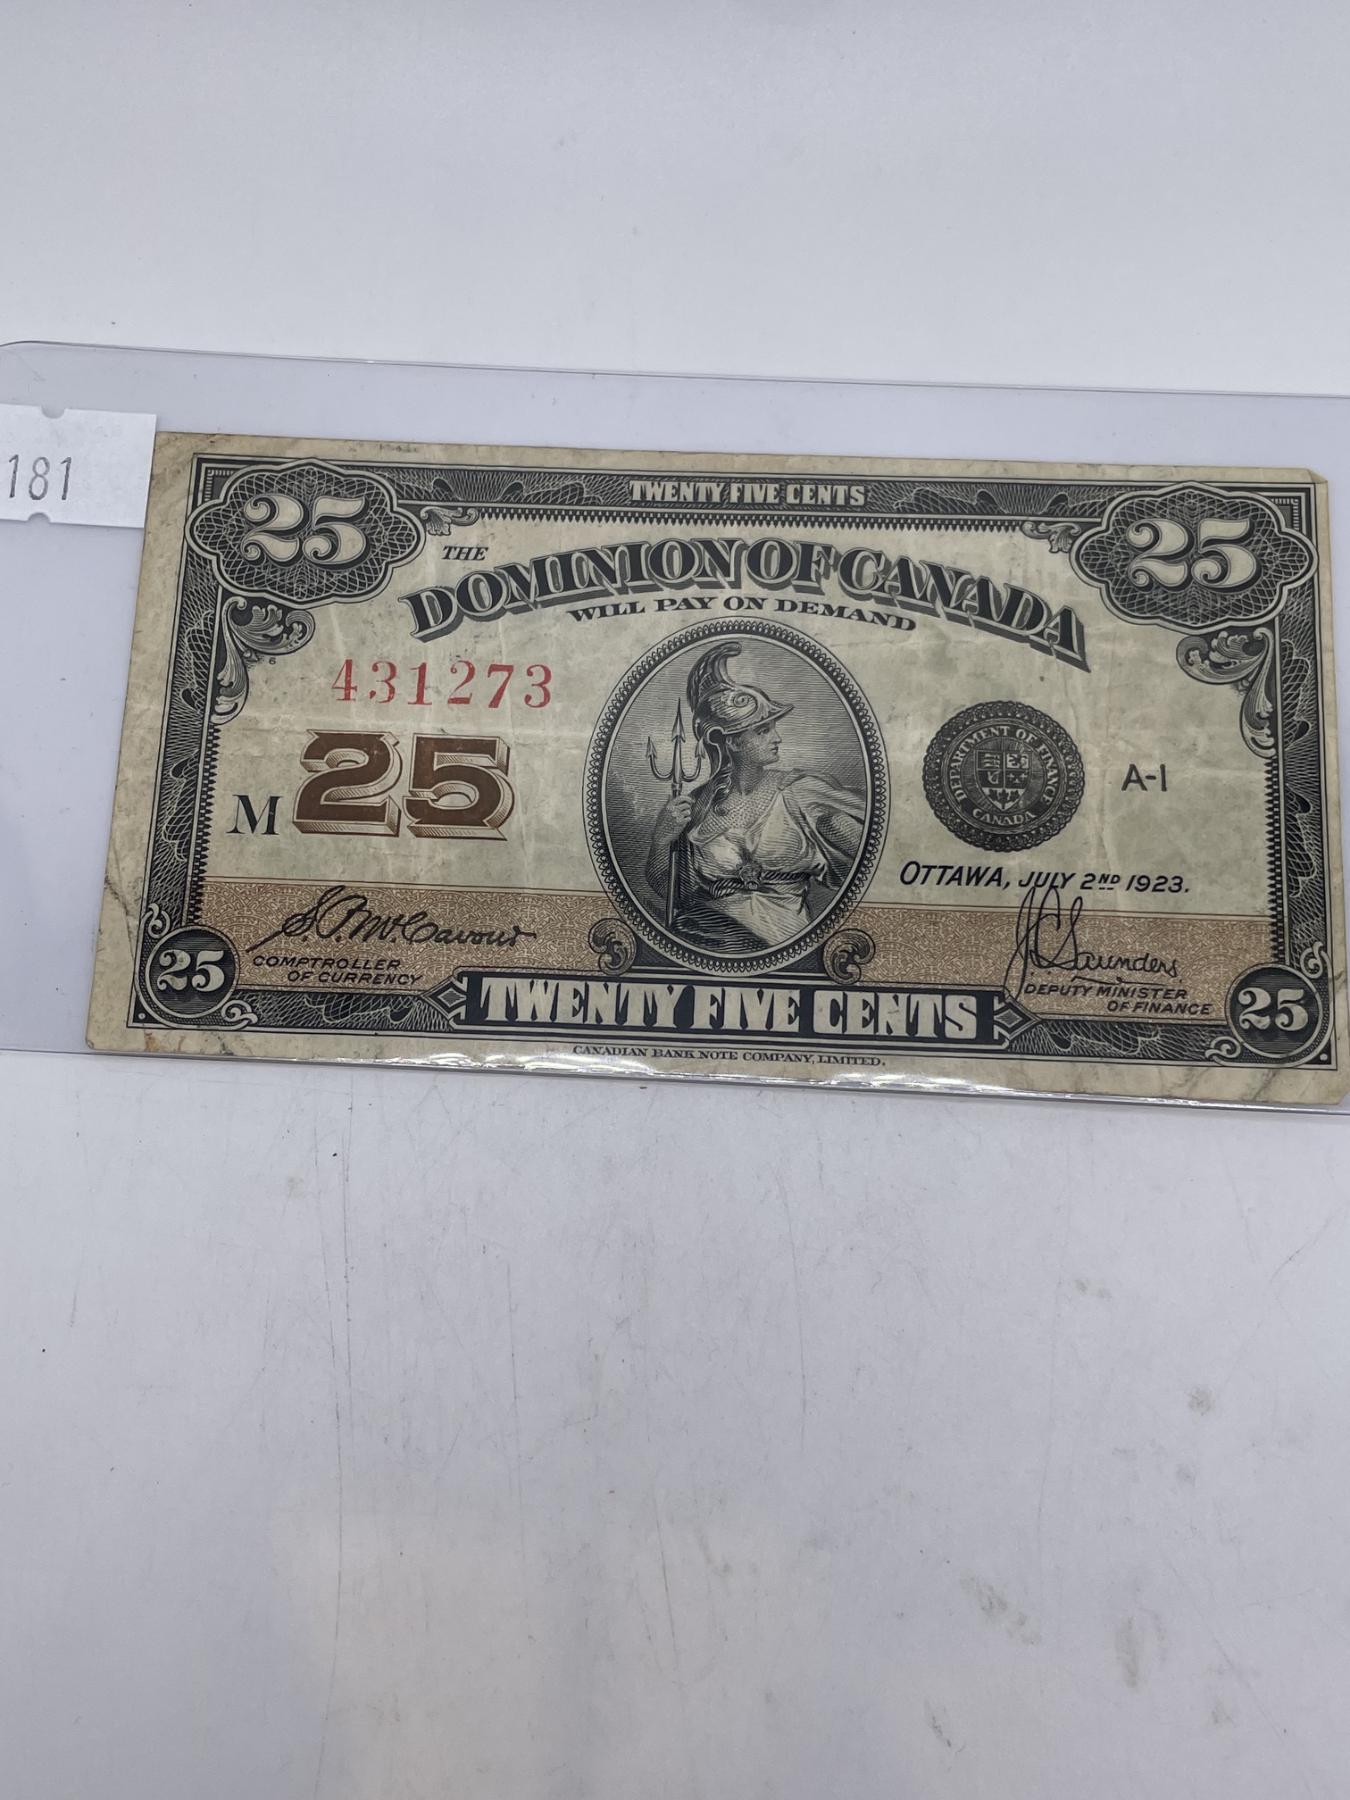 181
TWENTY FIVE CENTS
25
25
THE
DOMINION OF CANADA
WILL PAY ON DEMAND
6
431273
M 25
DEPARTMENT OF FINANCE
CANADA
A-1
OTTAWA, JULY 2ND 1923.
COMPTROLLER
OF CURRENCY
J.C. Saunders
DEPUTY MINISTER
OF FINANCE
25
TWENTY FIVE CENTS
25
CANADIAN BANK NOTE COMPANY, LIMITED.